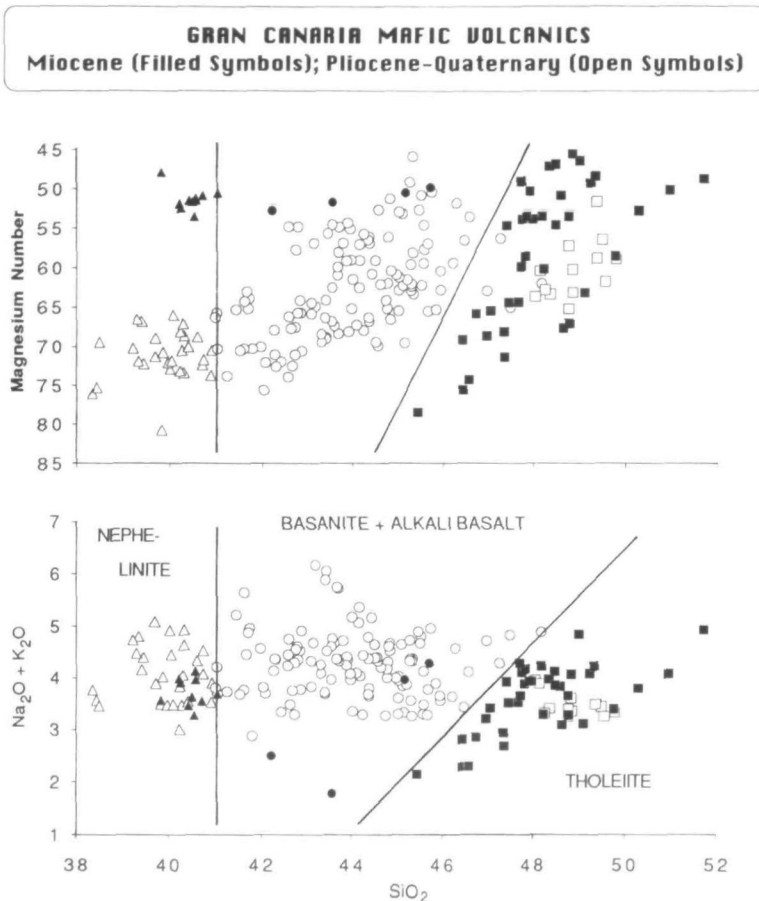 GRAN CANARIA MAFIC VOLCANICS
Miocene (Filled Symbols); Pliocene-Quaternary (Open Symbols)
Magnesium Number
45
50
55
60
65
70
75
80
85
Na₂O + K₂O
7
6
5
4
3
2
1
NEPHE-
LINITE
BASANITE + ALKALI BASALT
THOLEIITE
38 40 42 44 46 48 50 52
SiO₂